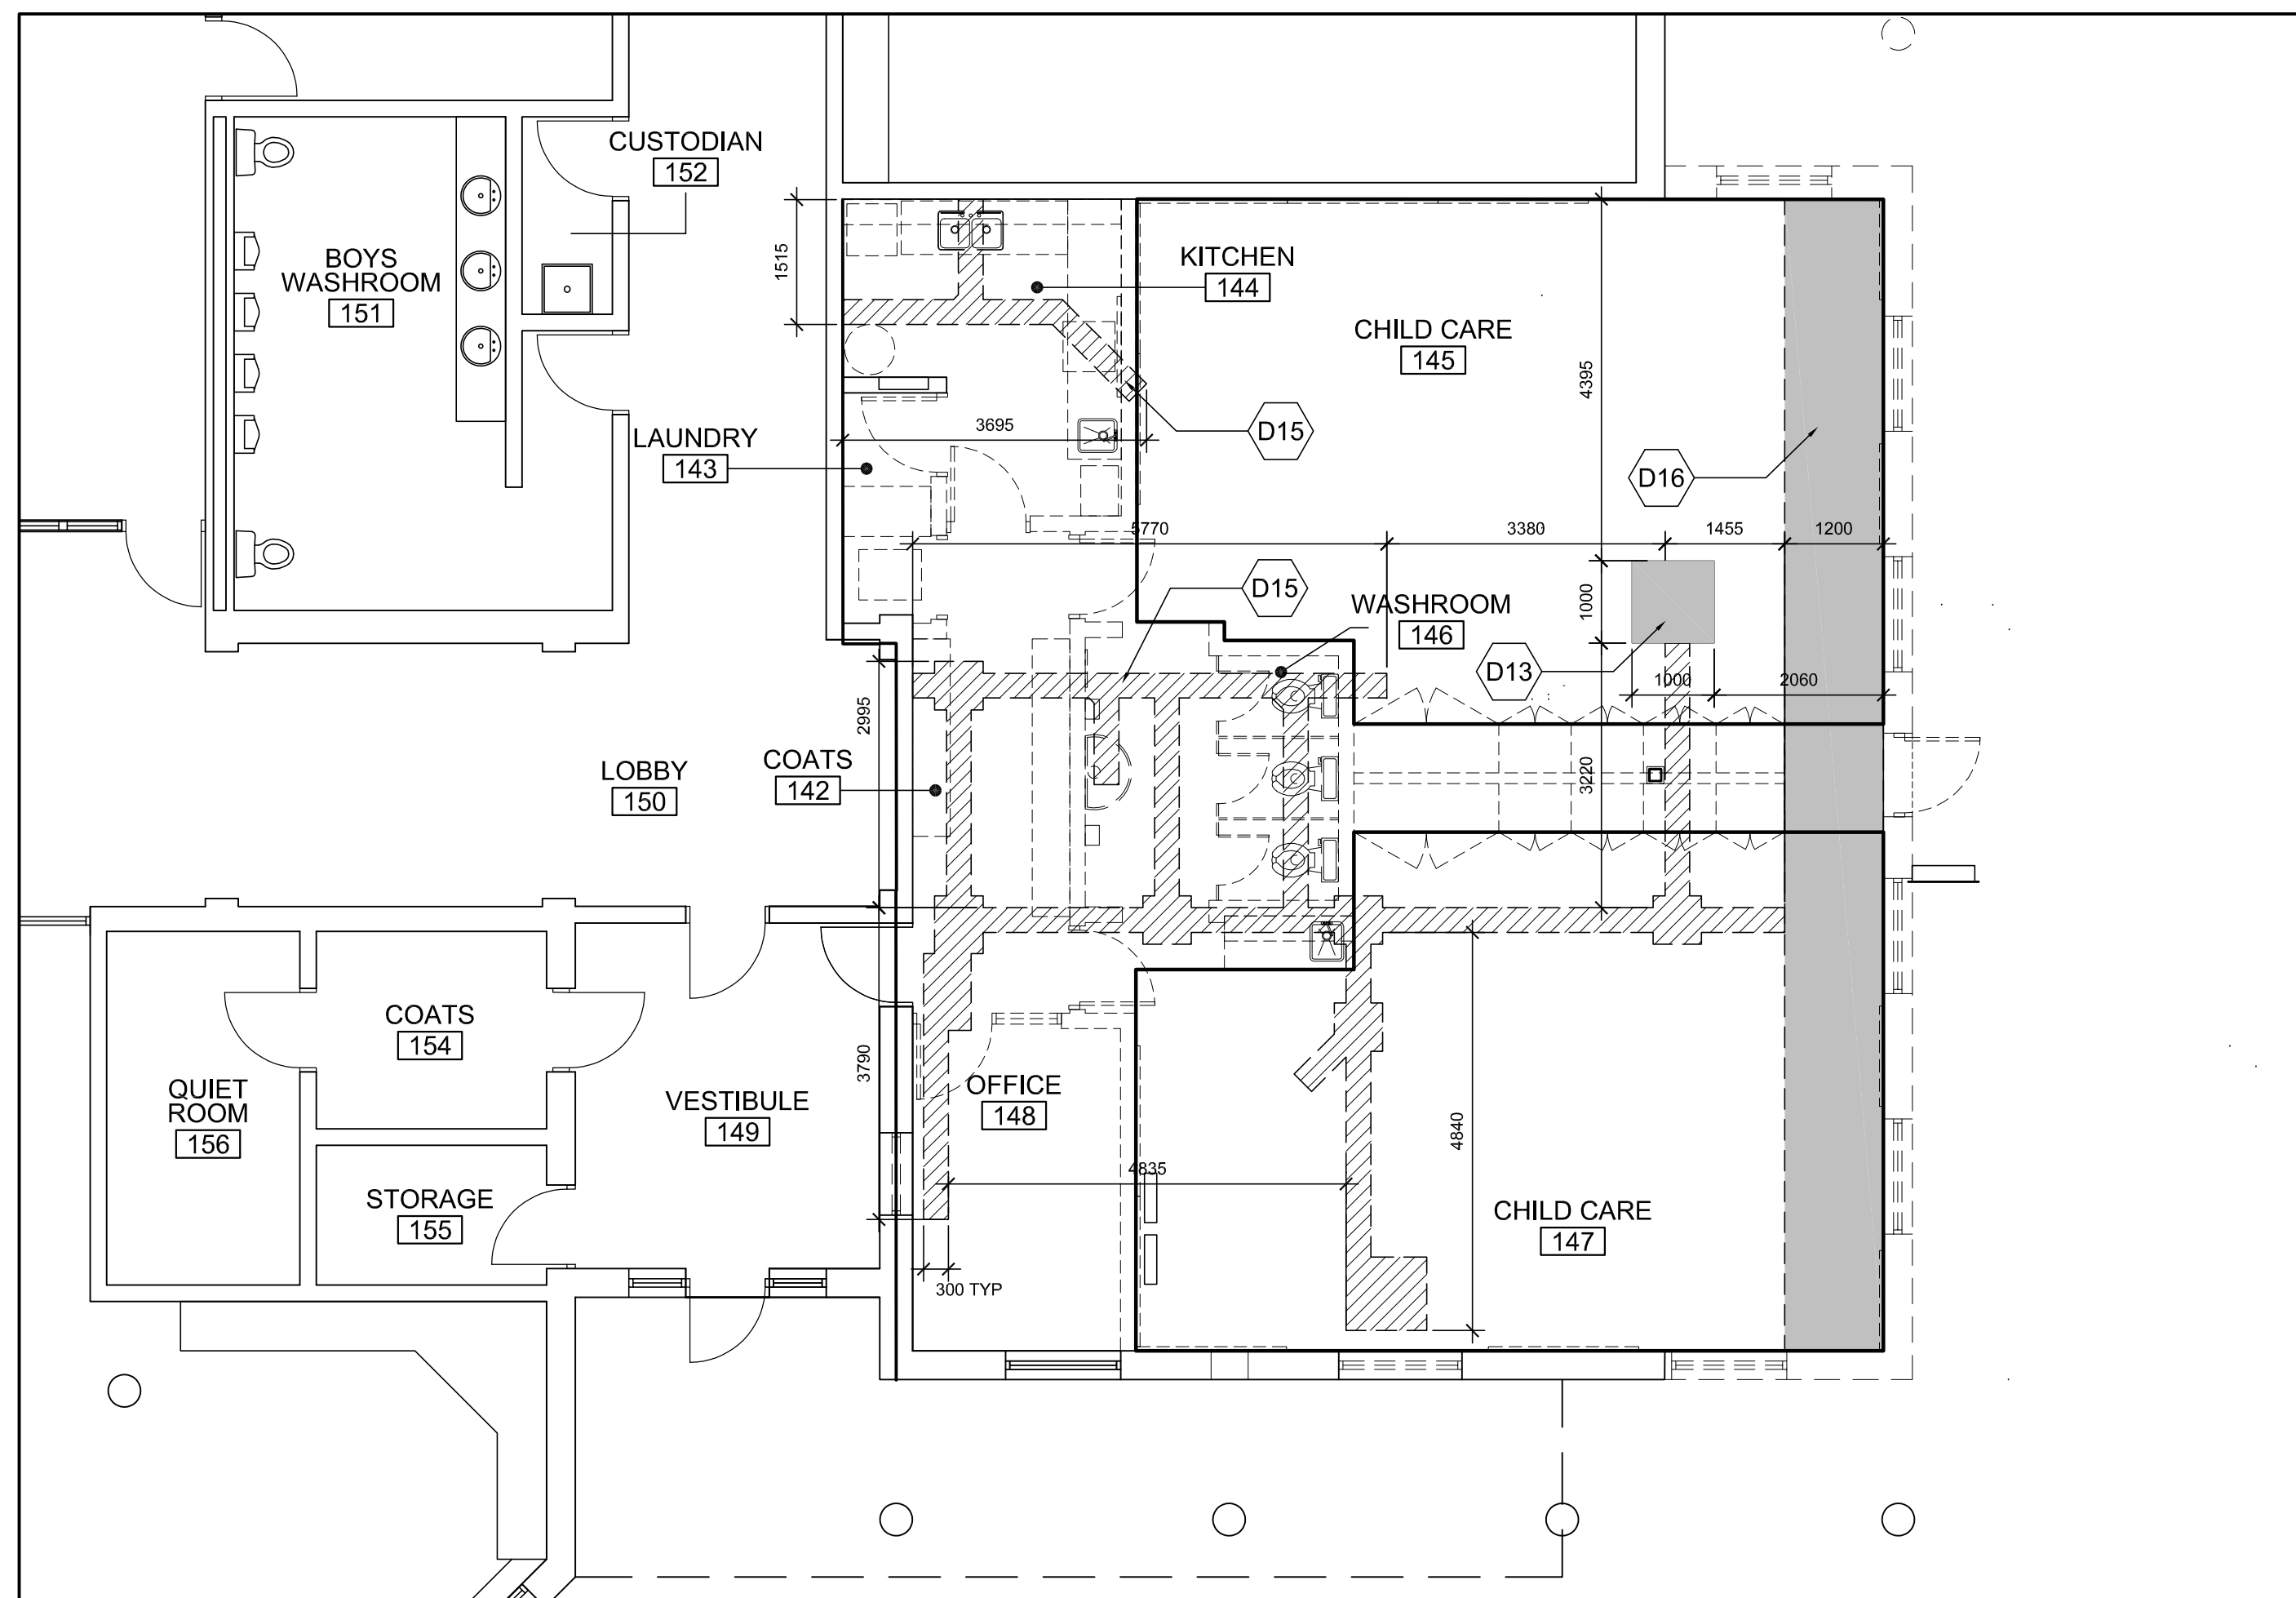 CUSTODIAN
152
BOYS
WASHROOM
151
1515
KITCHEN
144
CHILD CARE
145
4395
3695
D15
LAUNDRY
143
D16
5770
3380
1455
1200
D15
1000
WASHROOM
146
D13
1000
2060
2995
LOBBY
150
COATS
142
3220
COATS
154
QUIET
ROOM
156
VESTIBULE
149
3790
OFFICE
148
4840
4835
STORAGE
155
CHILD CARE
147
300 TYP